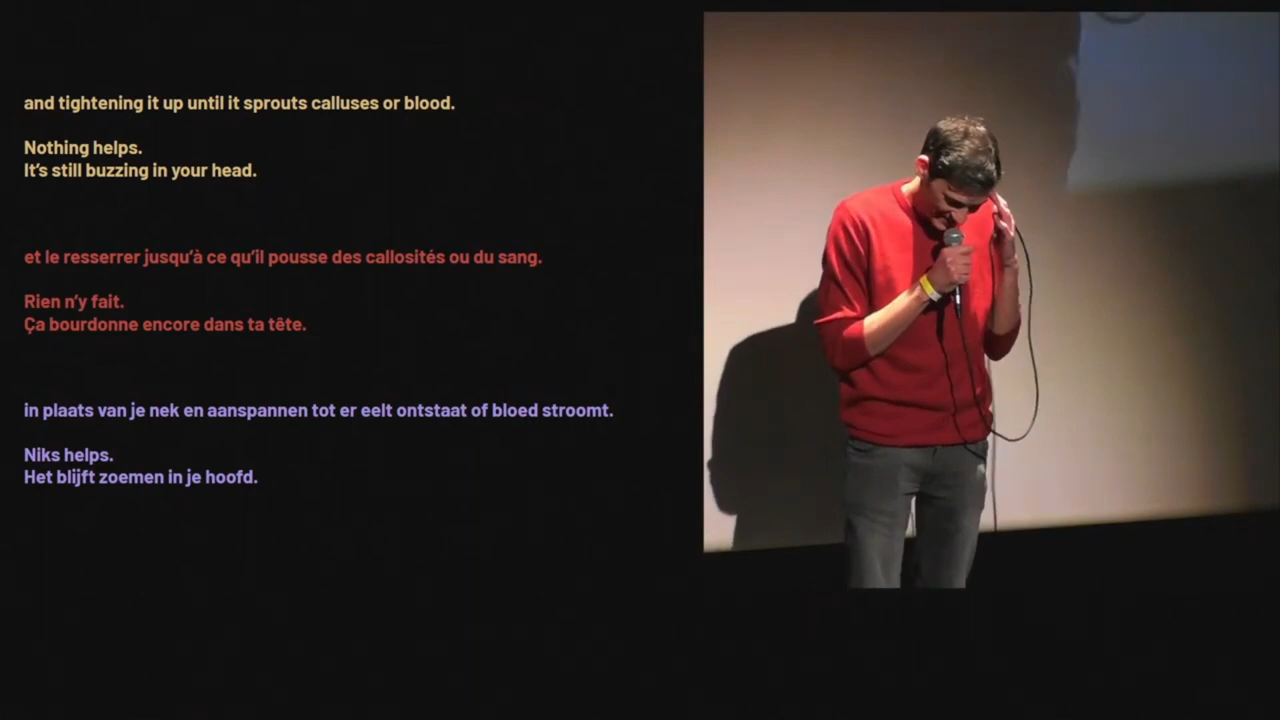 and tightening it up until it sprouts calluses or blood.
Nothing helps.
It’s still buzzing in your head.
et le resserrer jusqu’à ce qu’il pousse des callosités ou du sang.
Rien n’y fait.
Ça bourdonne encore dans ta tête.
in plaats van je nek en aanspannen tot er eelt ontstaat of bloed stroomt.
Niks helps.
Het blijft zoemen in je hoofd.